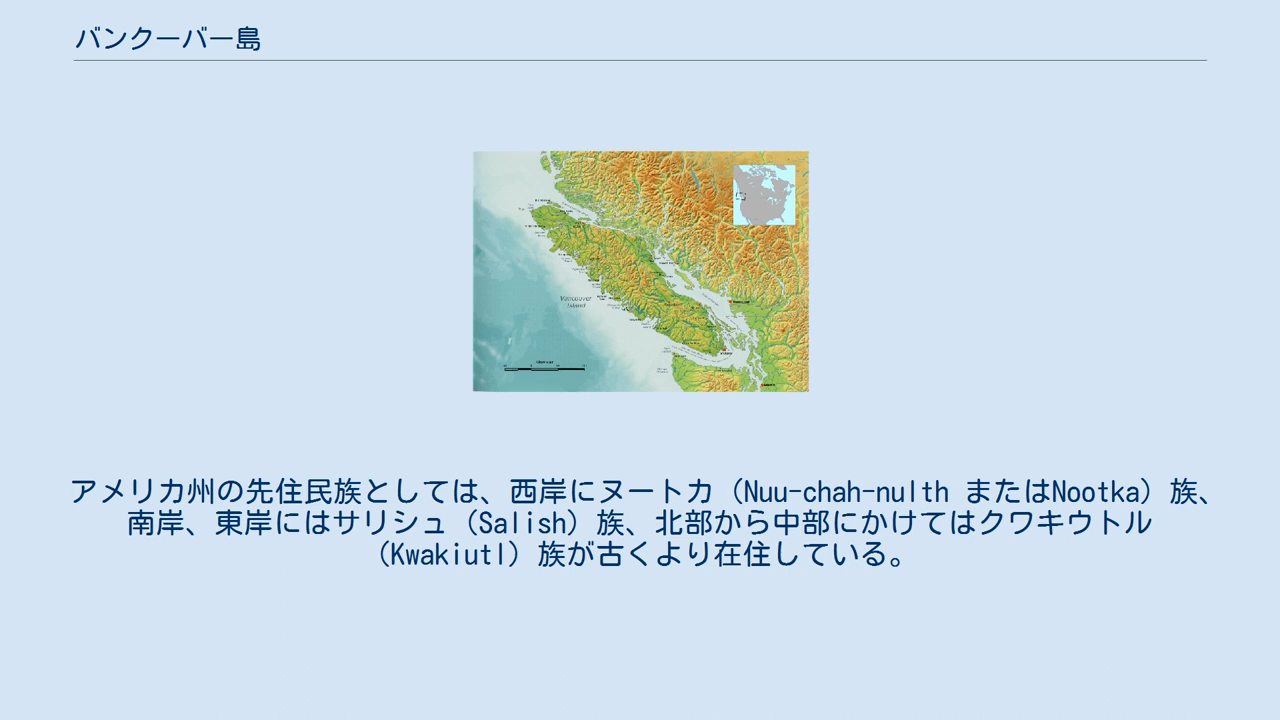 バンクーバー島
Vancouver
Island
アメリカ州の先住民族としては、西岸にヌートカ（Nuu-chah-nulth またはNootka）族、
南岸、東岸にはサリシュ（Salish）族、北部から中部にかけてはクワキウトル
（Kwakiutl）族が古くより在住している。